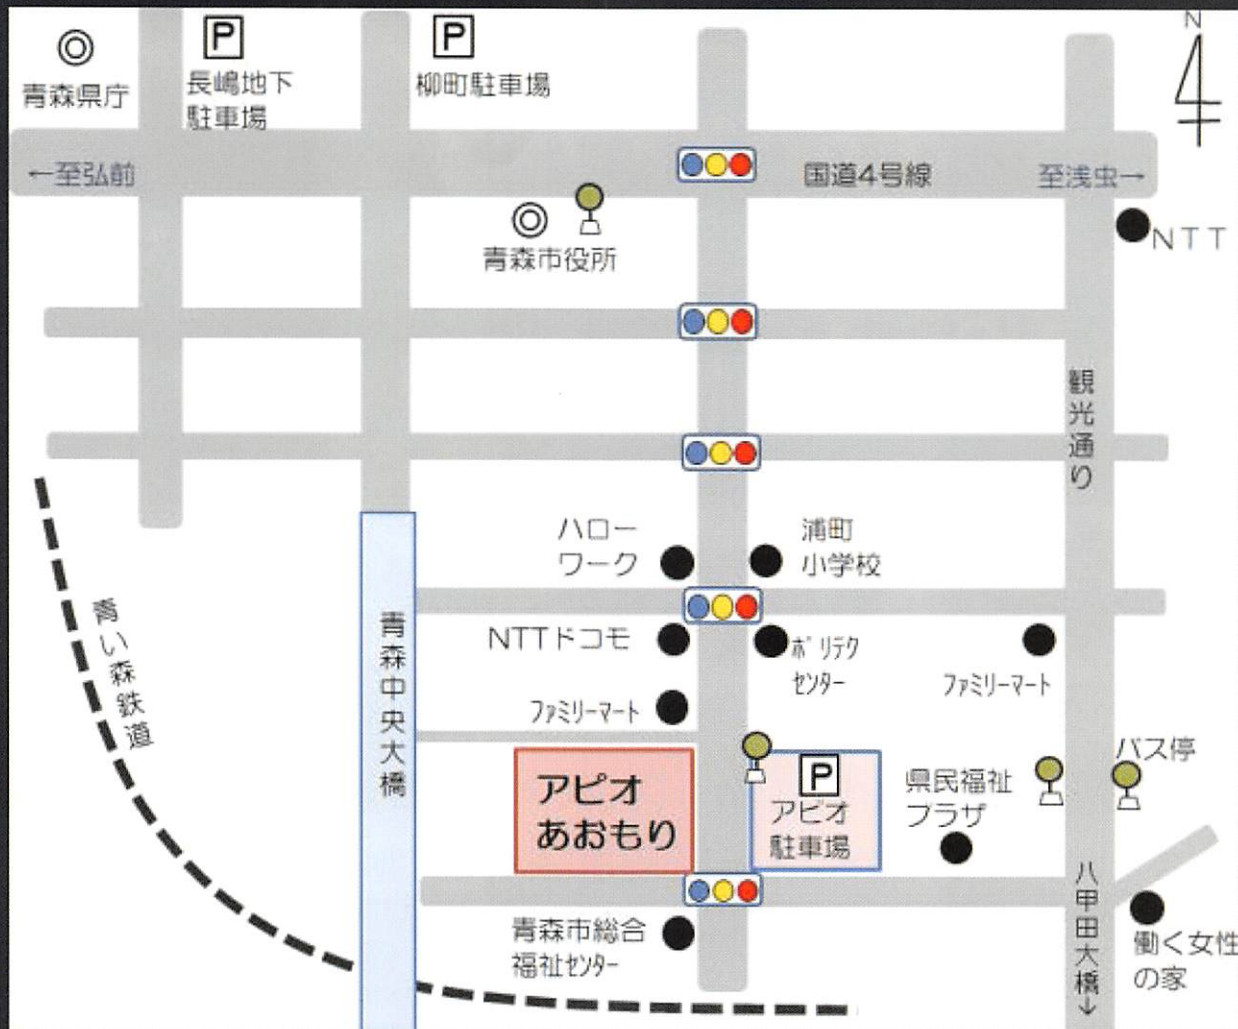 N
P
P
青森県庁
長嶋地下
駐車場
柳町駐車場
←至弘前
国道4号線
至浅虫→
青森市役所
NTT
観光通り
ハロー
ワーク
浦町
小学校
青い森鉄道
青森中央大橋
NTTドコモ
ポリテク
センター
ファミリーマート
ファミリーマート
アピオ
あおもり
P
アピオ
駐車場
県民福祉
プラザ
バス停
八甲田大橋↓
青森市総合
福祉センター
働く女性
の家